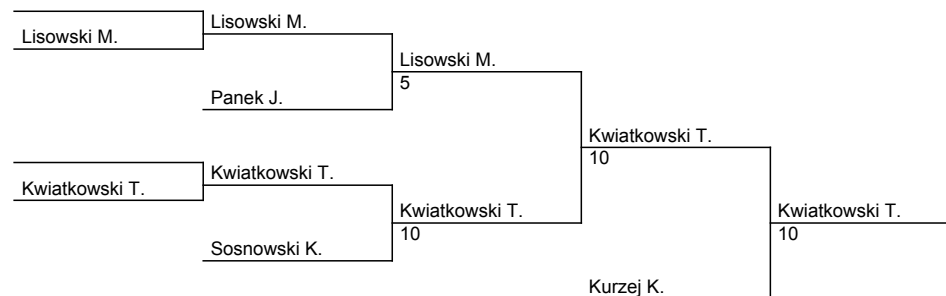 Lisowski M.
Lisowski M.
Lisowski M.
5
Panek J.
Kwiatkowski T.
10
Kwiatkowski T.
Kwiatkowski T.
Kwiatkowski T.
10
Kwiatkowski T.
10
Sosnowski K.
Kurzej K.